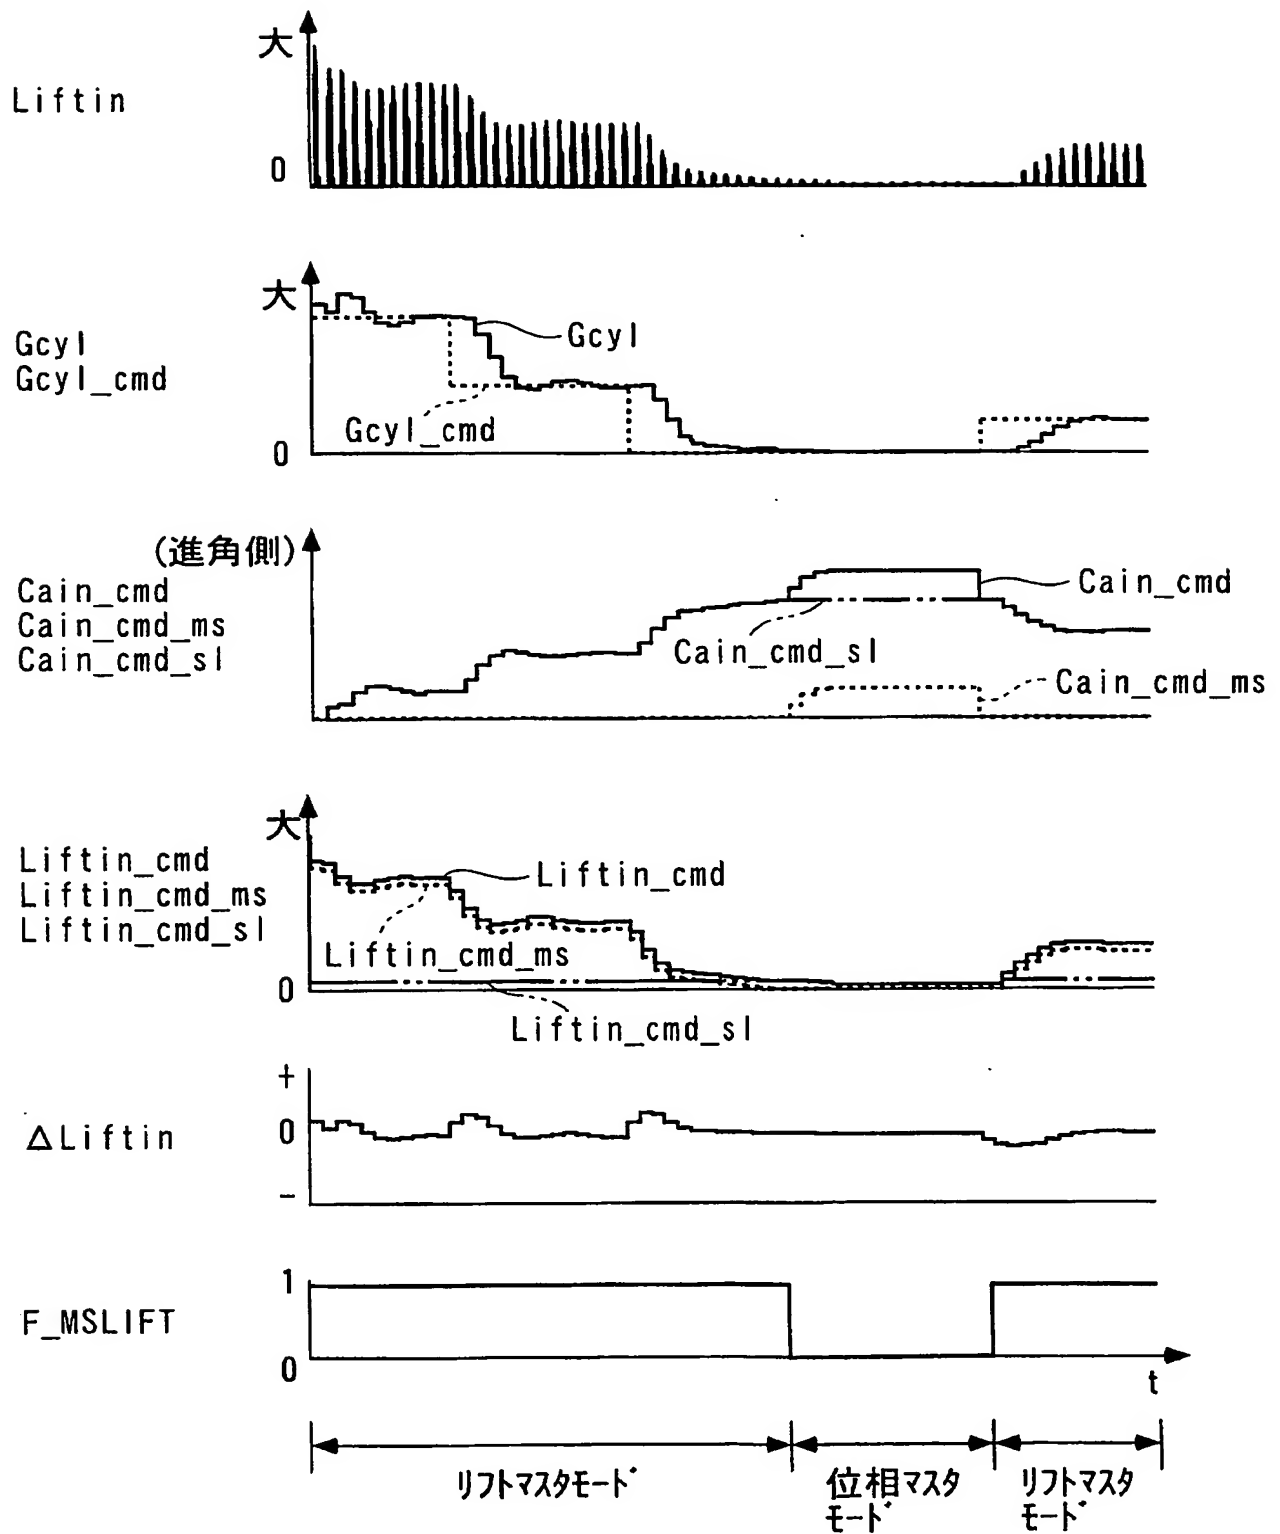 大
Liftin
0
大
Gcyl
Gcyl_cmd
Gcyl
Gcyl_cmd
0
(進角側)
Cain_cmd
Cain_cmd_ms
Cain_cmd_sl
Cain_cmd
Cain_cmd_sl
Cain_cmd_ms
大
Liftin_cmd
Liftin_cmd_ms
Liftin_cmd_sl
Liftin_cmd
Liftin_cmd_ms
0
Liftin_cmd_sl
+
ΔLiftin
0
−
1
F_MSLIFT
0
t
リフトマスタモード
位相マスタ
モード
リフトマスタ
モード